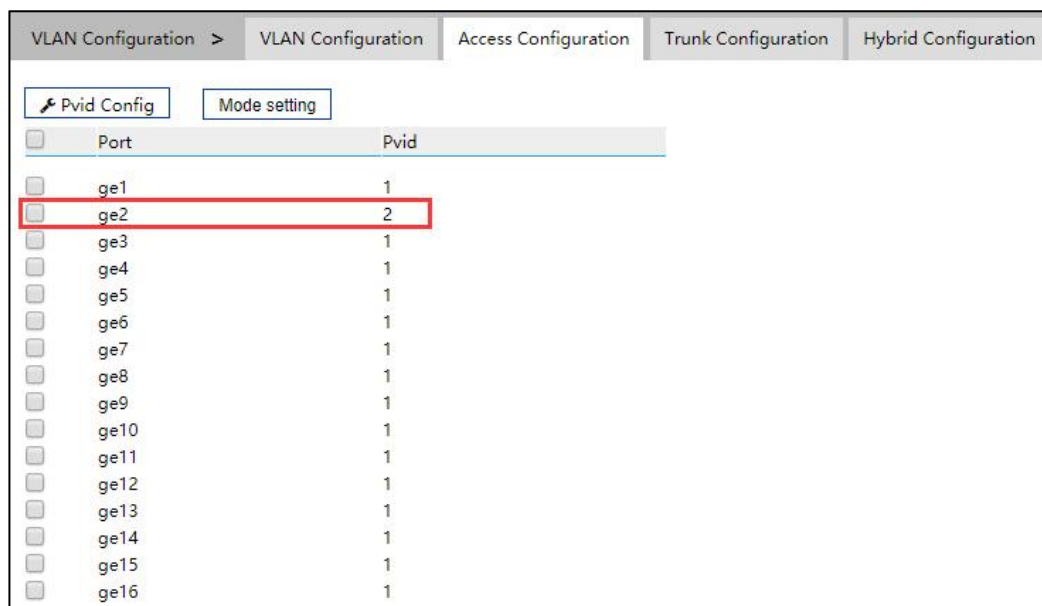 VLAN Configuration > VLAN Configuration Access Configuration Trunk Configuration Hybrid Configuration
Pvid Config Mode setting
Port Pvid
ge1 1
ge2 2
ge3 1
ge4 1
ge5 1
ge6 1
ge7 1
ge8 1
ge9 1
ge10 1
ge11 1
ge12 1
ge13 1
ge14 1
ge15 1
ge16 1